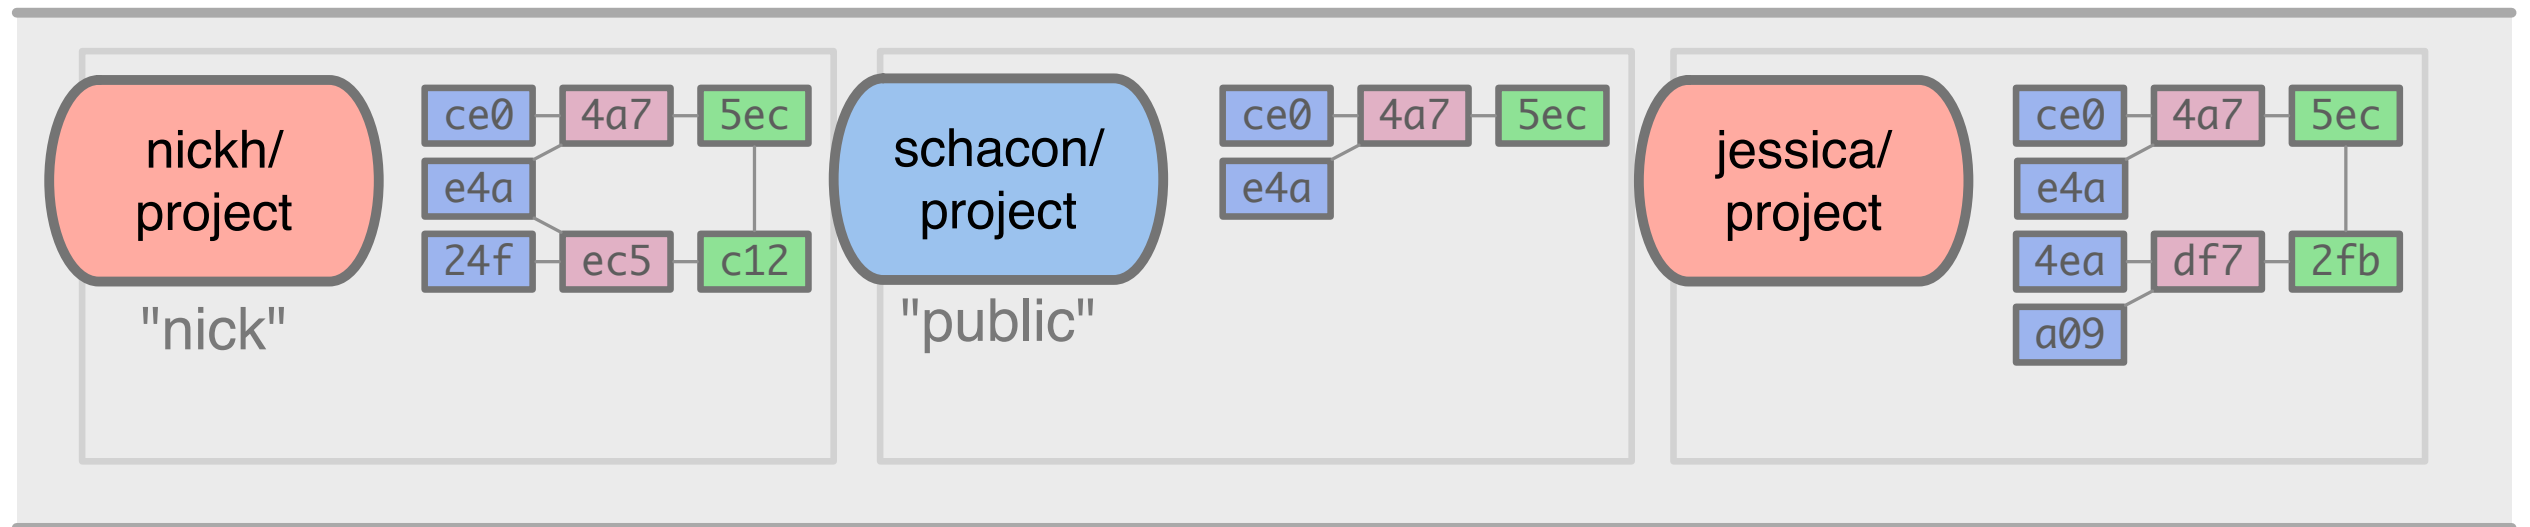 nickh/
project
"nick"
ce0 4a7 5ec
e4a
24f ec5 c12
schacon/
project
"public"
ce0 4a7 5ec
e4a
jessica/
project
ce0 4a7 5ec
e4a
4ea df7 2fb
a09